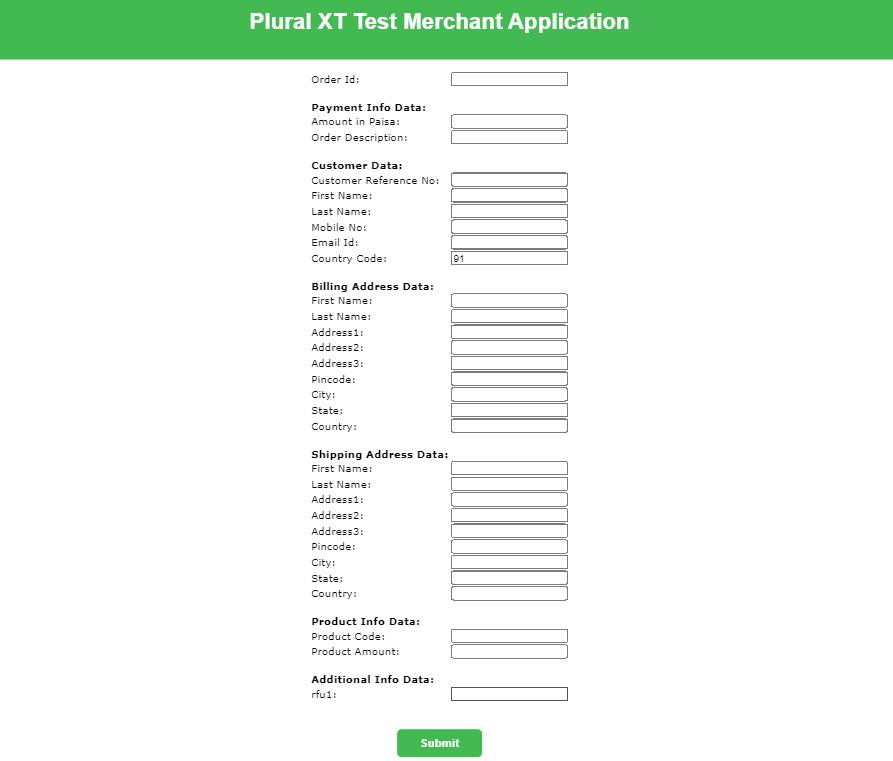 Plural XT Test Merchant Application
Order Id:
Payment Info Data:
Amount in Paisa:
Order Description:
Customer Data:
Customer Reference No:
First Name:
Last Name:
Mobile No:
Email Id:
Country Code: 91
Billing Address Data:
First Name:
Last Name:
Address1:
Address2:
Address3:
Pincode:
City:
State:
Country:
Shipping Address Data:
First Name:
Last Name:
Address1:
Address2:
Address3:
Pincode:
City:
State:
Country:
Product Info Data:
Product Code:
Product Amount:
Additional Info Data:
rfu1:
Submit